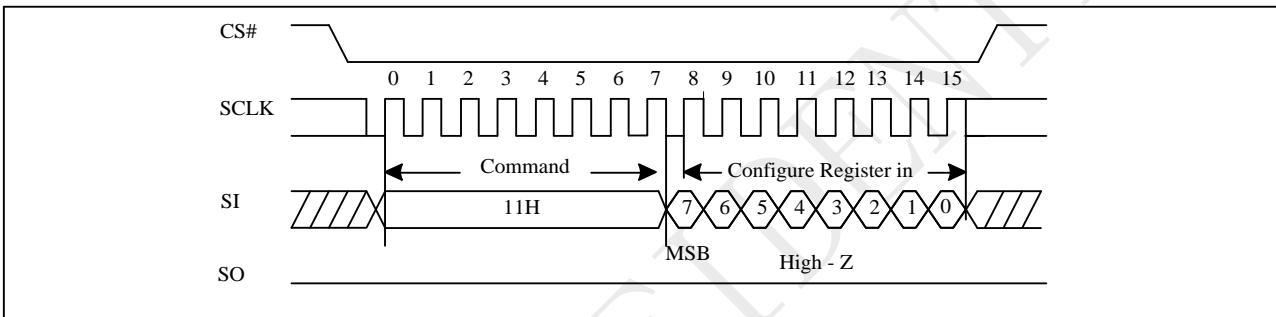 CS#
0 1 2 3 4 5 6 7 8 9 10 11 12 13 14 15
SCLK
Command Configure Register in
SI 11H 7 6 5 4 3 2 1 0
MSB High - Z
SO